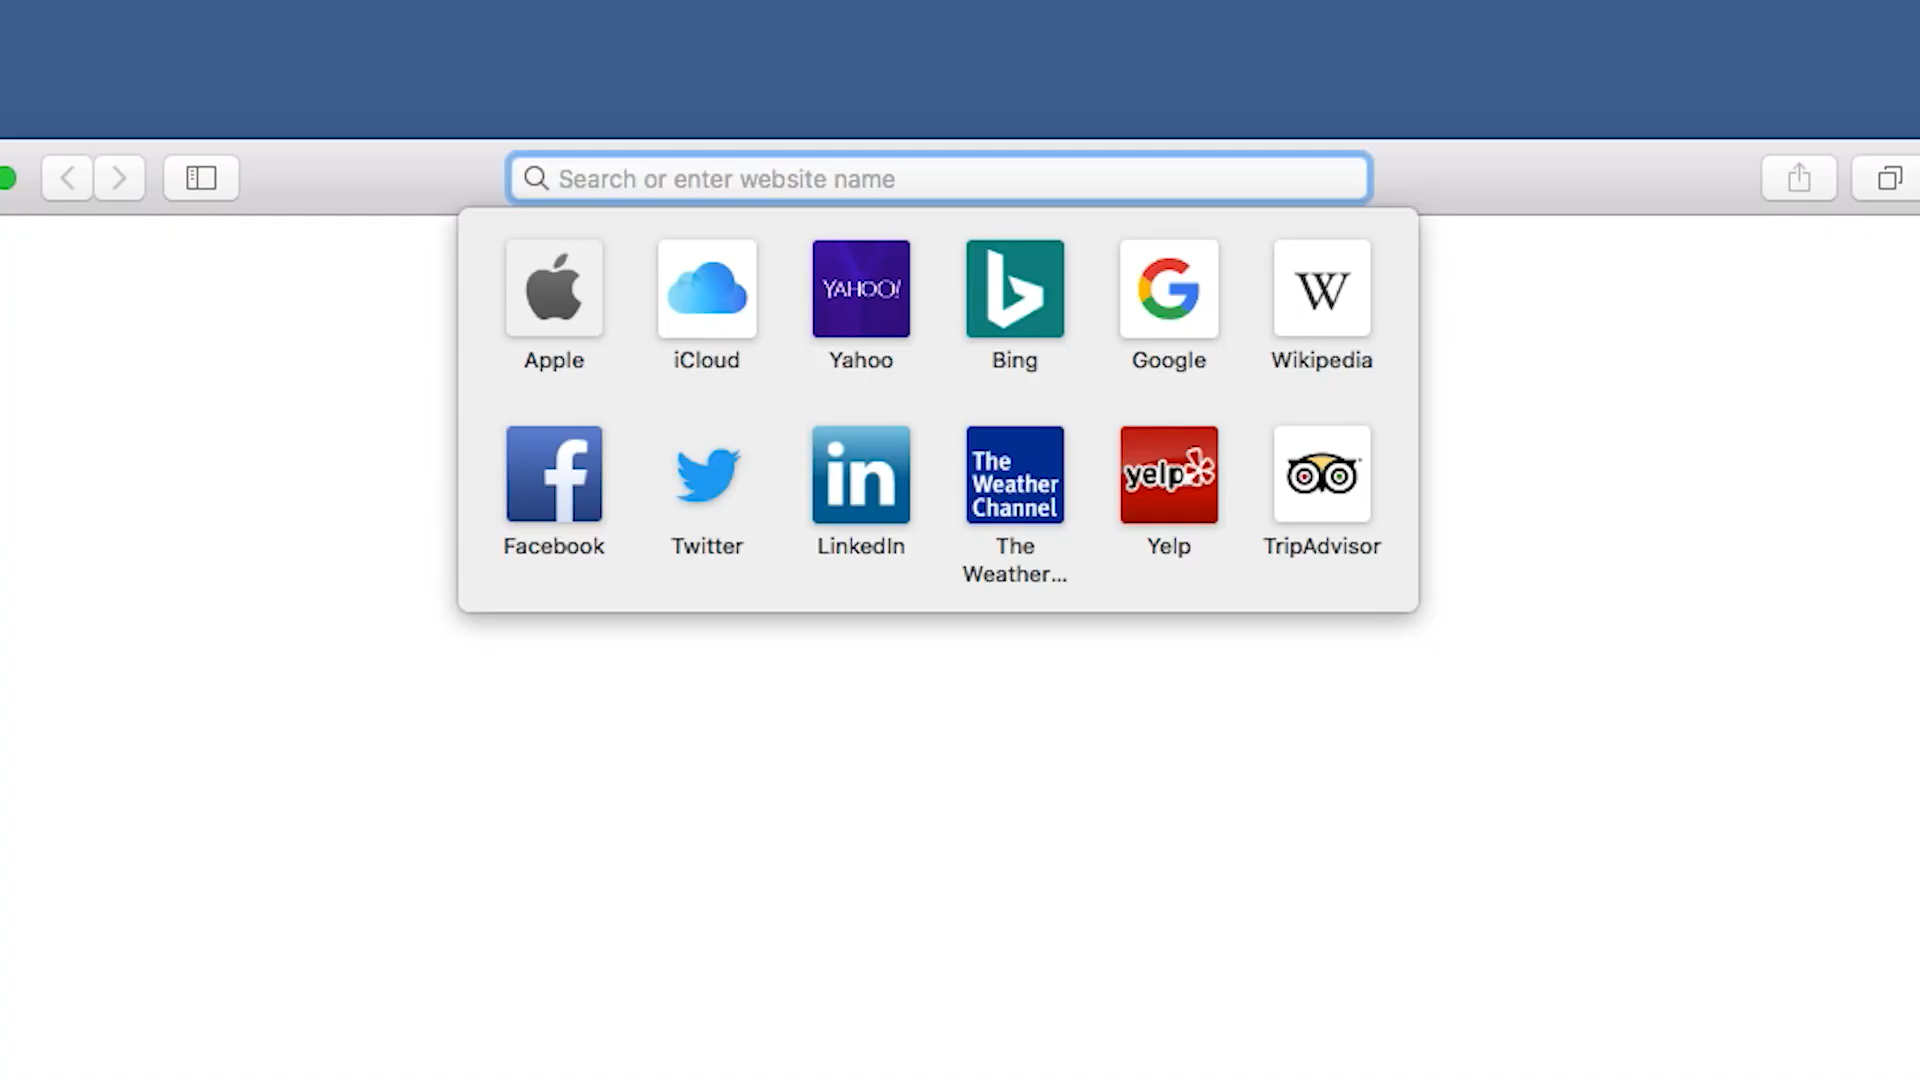 Search or enter website name
YAHOO!
W
Apple
iCloud
Yahoo
Bing
Google
Wikipedia
f
in
The
Weather
Channel
yelp
Facebook
Twitter
LinkedIn
The
Weather...
Yelp
TripAdvisor